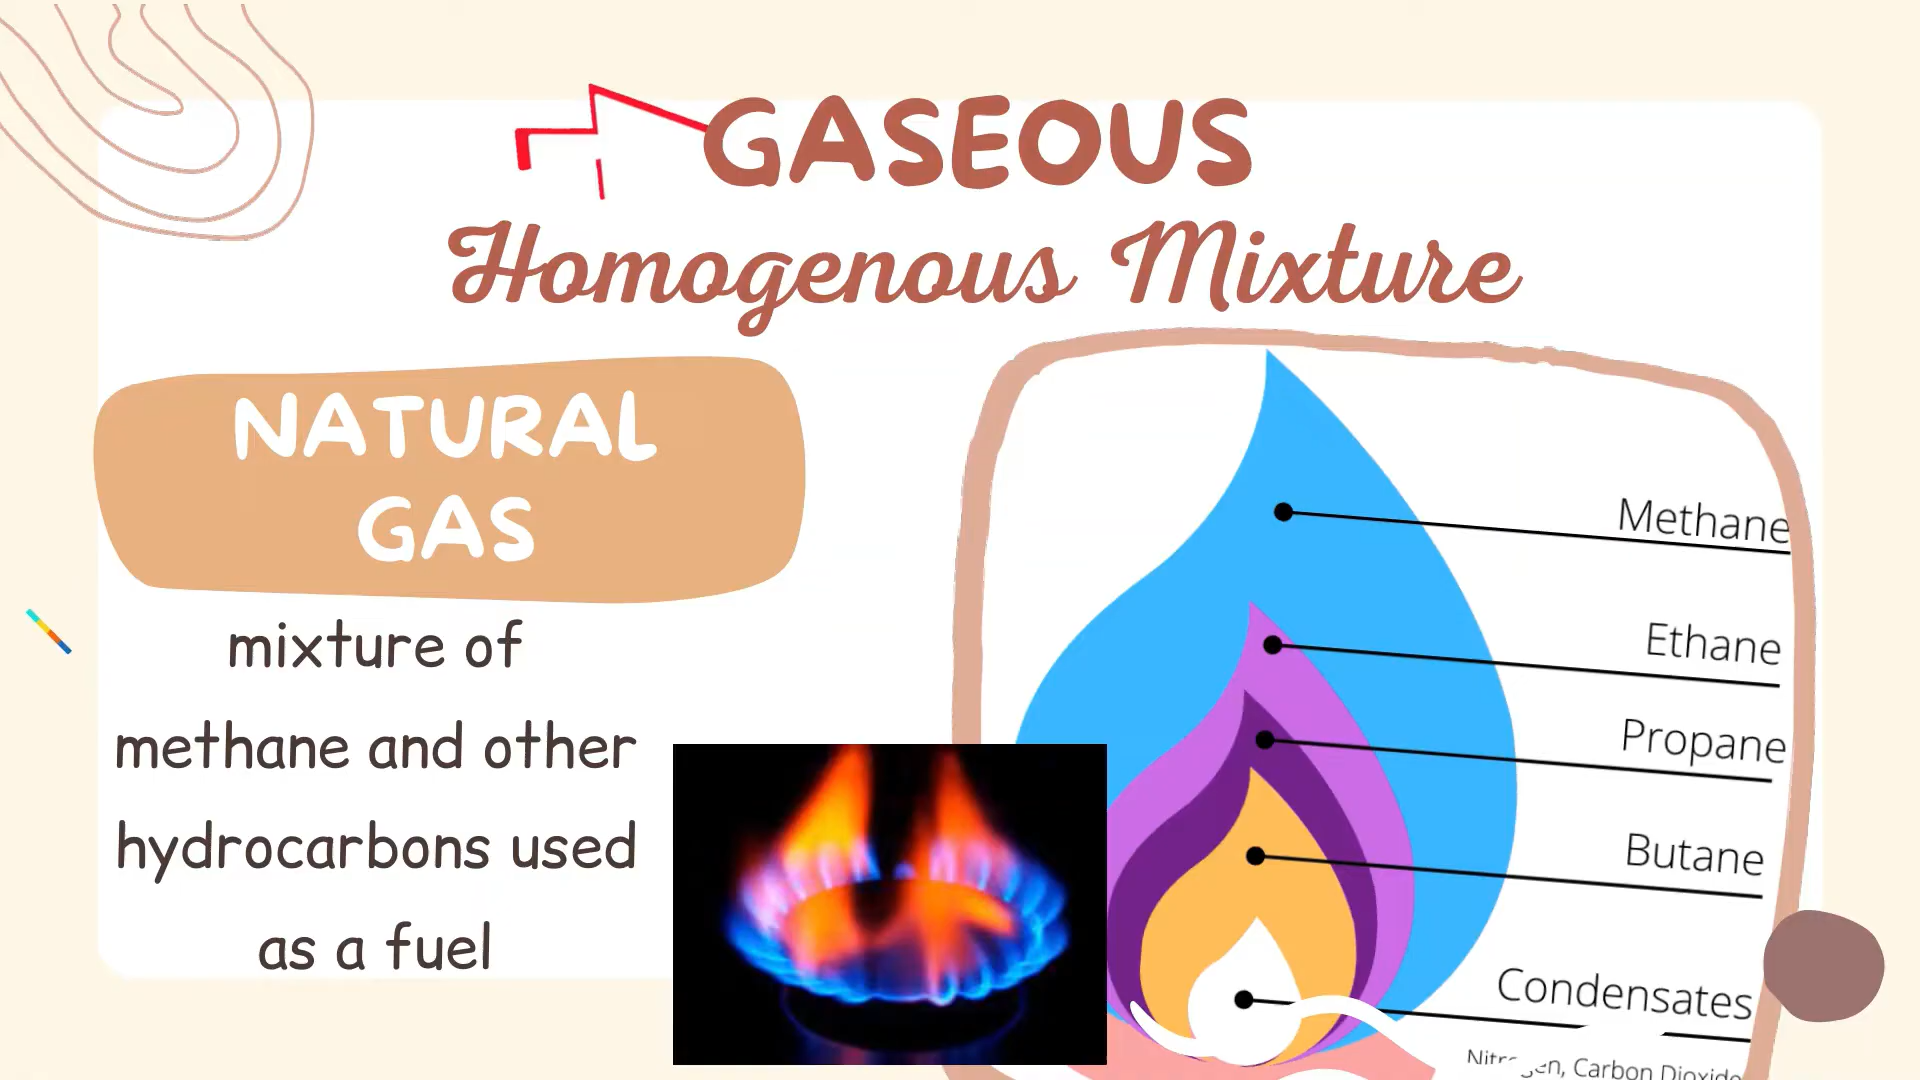 GASEOUS
Homogenous Mixture
NATURAL
GAS
mixture of
methane and other
hydrocarbons used
as a fuel
Methane
Ethane
Propane
Butane
Condensates
Carbon Dioxide